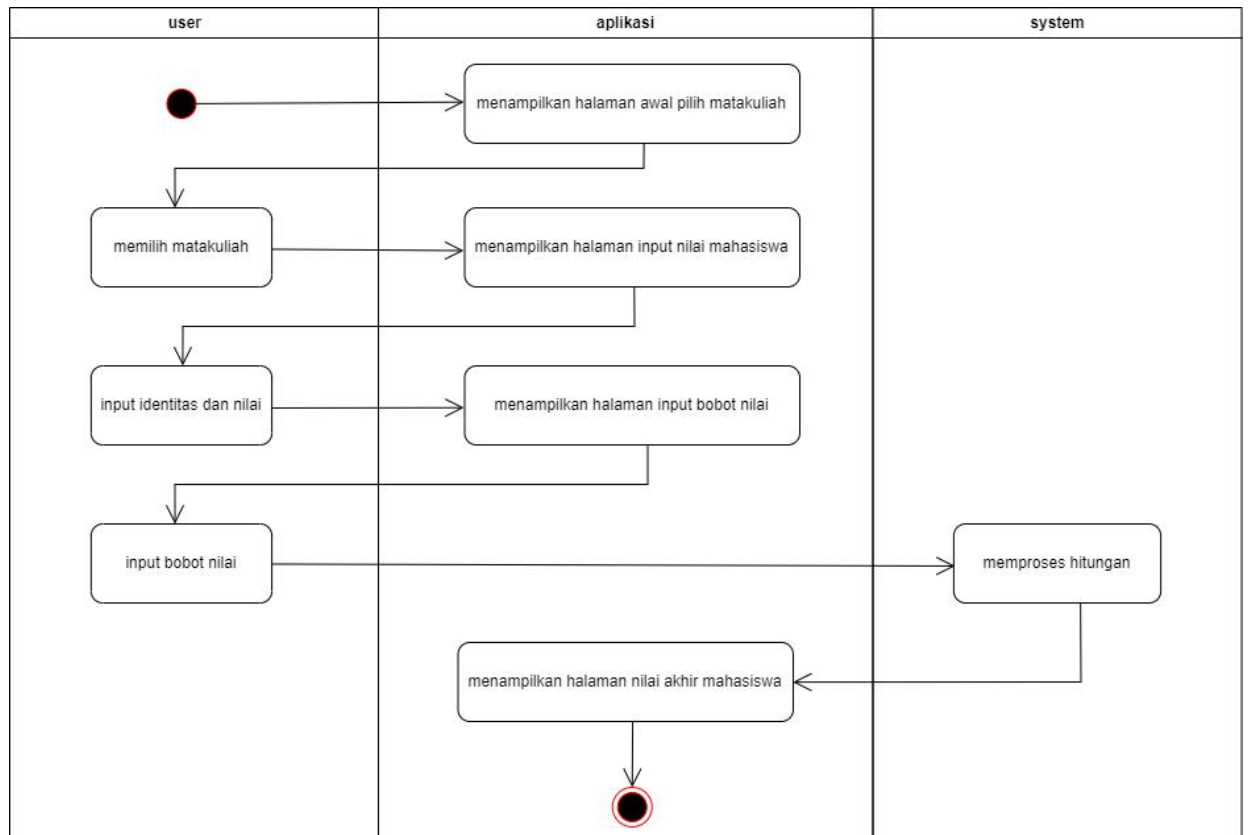 user
aplikasi
system
menampilkan halaman awal pilih matakuliah
memilih matakuliah
menampilkan halaman input nilai mahasiswa
input identitas dan nilai
menampilkan halaman input bobot nilai
input bobot nilai
memproses hitungan
menampilkan halaman nilai akhir mahasiswa